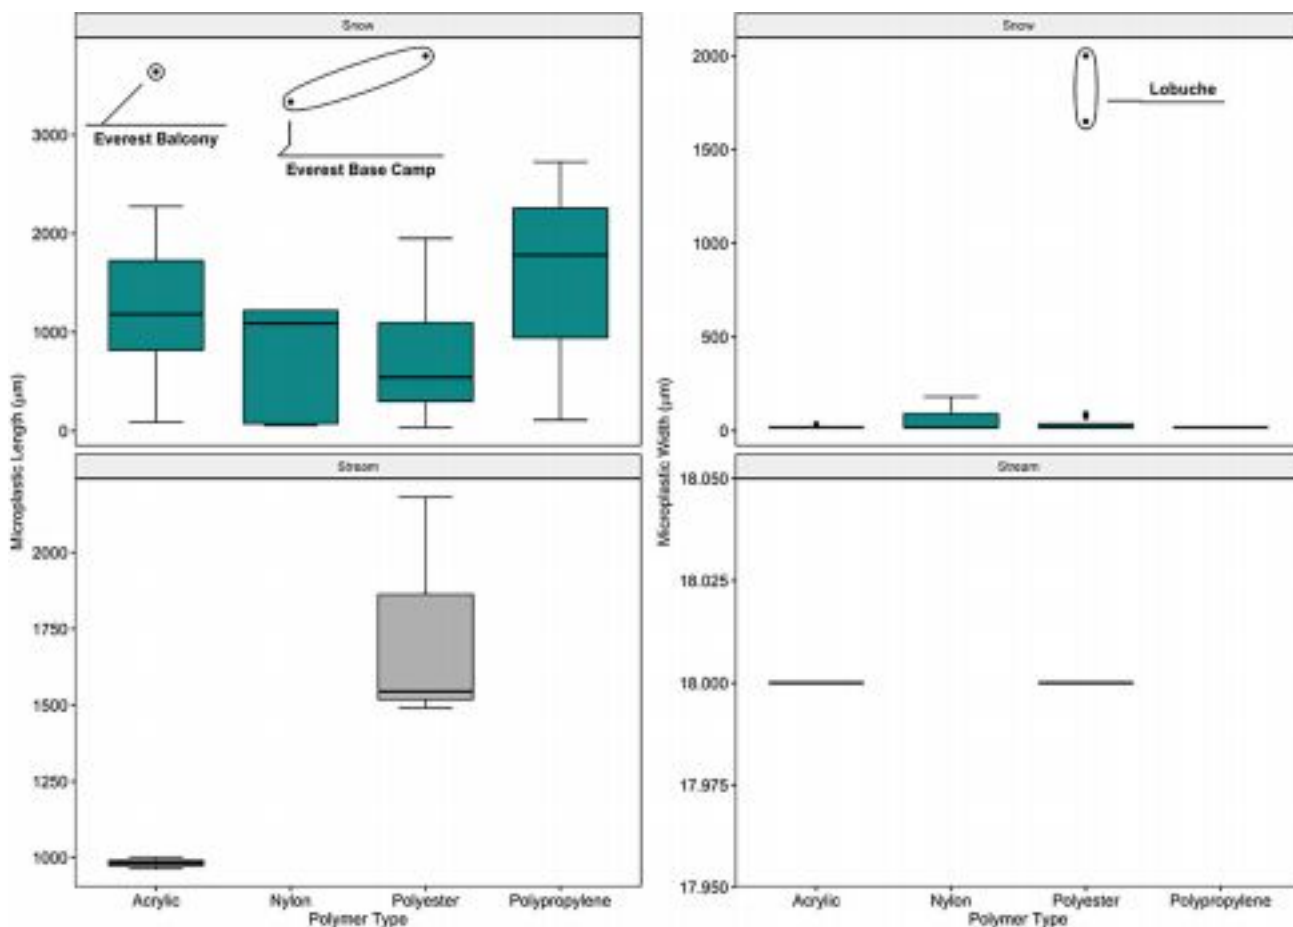 Snow
Everest Balcony
Everest Base Camp
3000
2000
1000
0
Stream
2000
1750
1500
1250
1000
Microplastic Length (µm)
Acrylic Nylon Polyester Polypropylene
Polymer Type
Snow
Lobuche
2000
1500
1000
500
0
Stream
18.050
18.025
18.000
17.975
17.950
Microplastic Width (µm)
Acrylic Nylon Polyester Polypropylene
Polymer Type